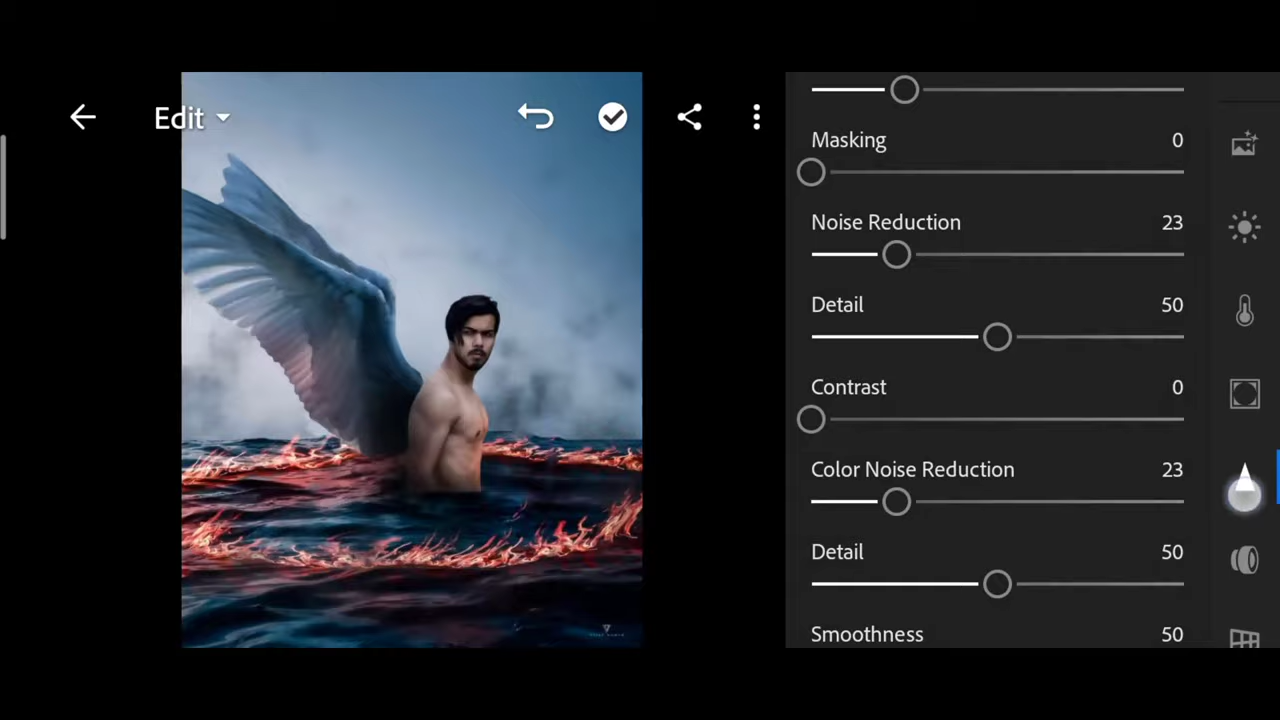 Edit
Masking 0
Noise Reduction 23
Detail 50
Contrast 0
Color Noise Reduction 23
Detail 50
Smoothness 50